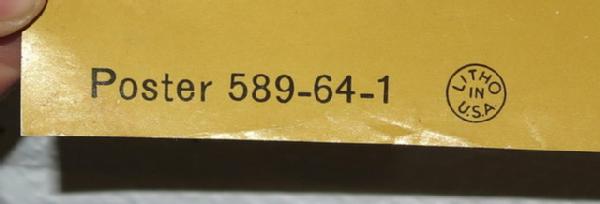 Poster 589-64-1
LITHO
IN
U.S.A